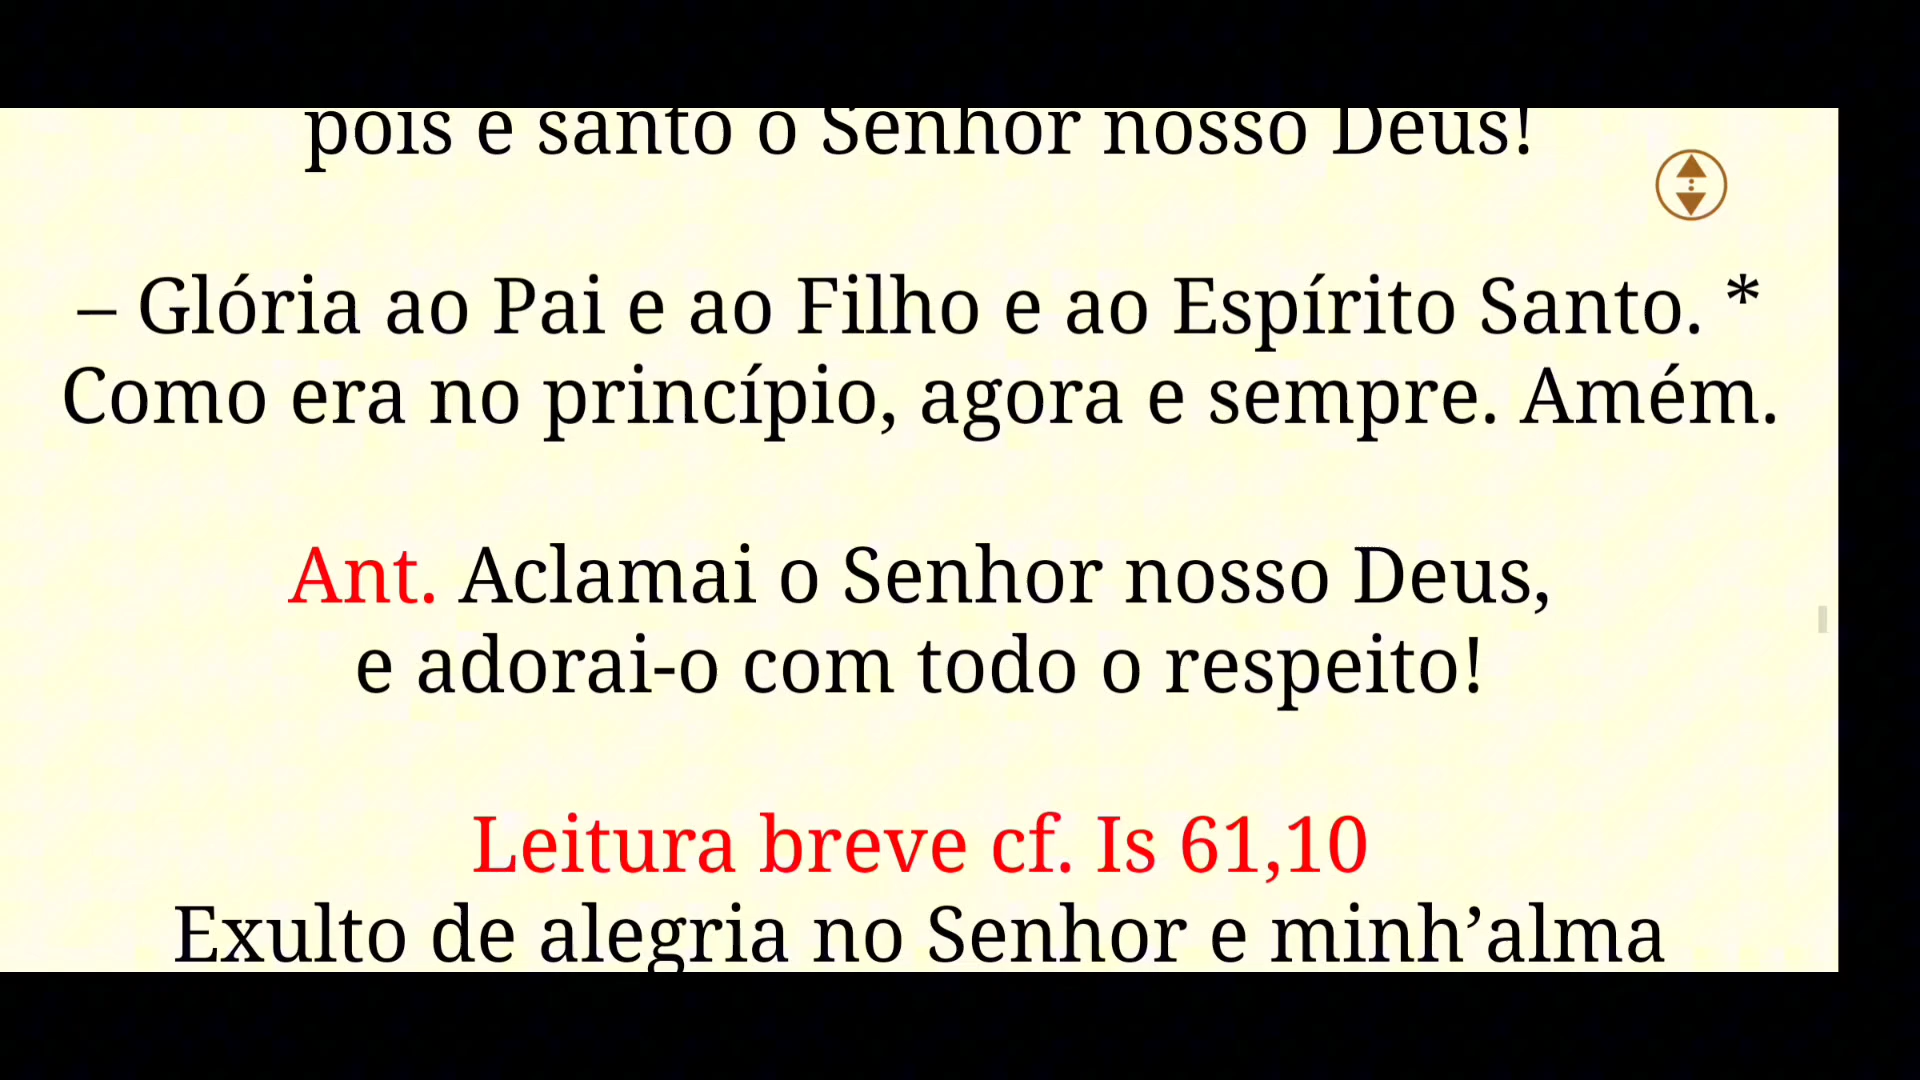 pois é santo o Senhor nosso Deus!
– Glória ao Pai e ao Filho e ao Espírito Santo. *
Como era no princípio, agora e sempre. Amém.
Ant. Aclamai o Senhor nosso Deus,
e adorai-o com todo o respeito!
Leitura breve cf. Is 61,10
Exulto de alegria no Senhor e minh’alma